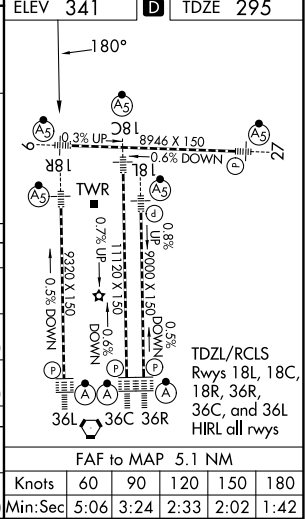 ELEV 341
D
TDZE 295
180°
A5
18C
A5
9
0.3% UP
8946 X 150
27
0.6% DOWN
P
18R
18L
A5
TWR
A5
P
0.7% UP
0.8% UP
9320 X 150
11120 X 150
9000 X 150
0.5% DOWN
0.6% DOWN
0.5% DOWN
P
P
P
A
A
A
36L
36C
36R
TDZL/RCLS
Rwys 18L, 18C,
18R, 36R,
36C, and 36L
HIRL all rwys
FAF to MAP 5.1 NM
Knots 60 90 120 150 180
Min:Sec 5:06 3:24 2:33 2:02 1:42